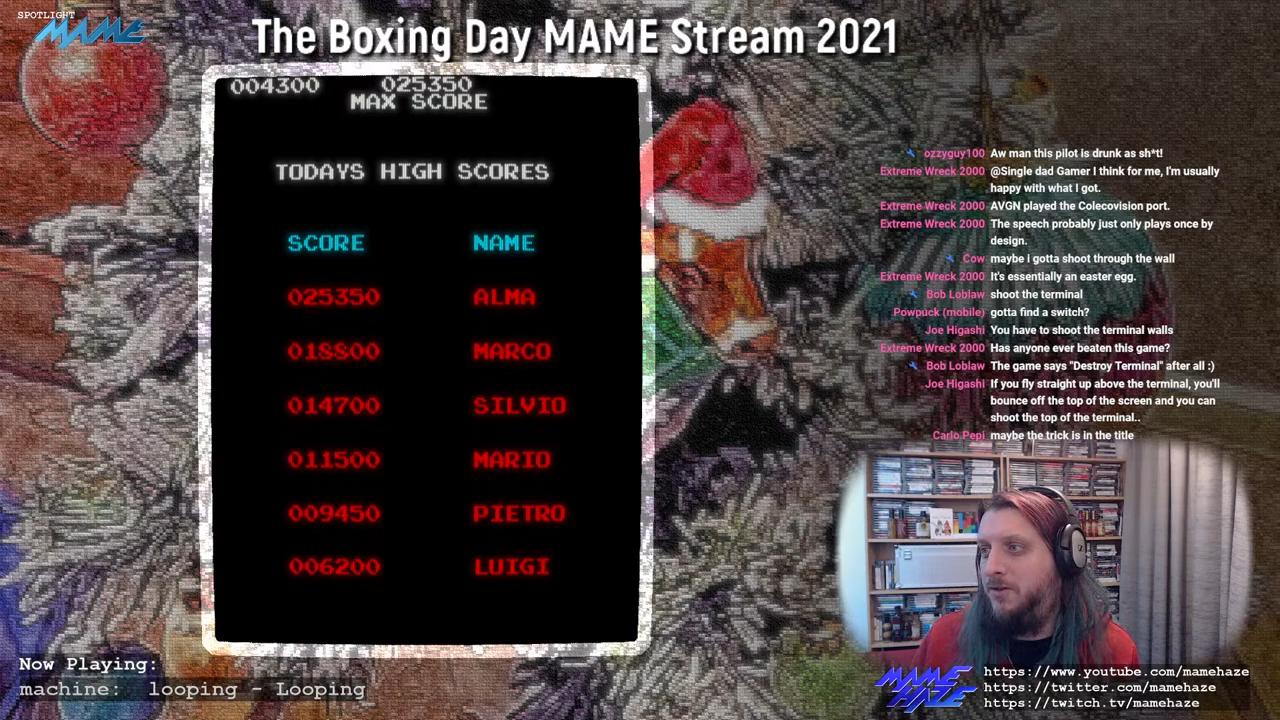 SPOTLIGHT
MAME
The Boxing Day MAME Stream 2021
004300 025350
MAX SCORE
TODAYS HIGH SCORES
SCORE NAME
025350 ALMA
018800 MARCO
014700 SILVIO
011500 MARIO
009450 PIETRO
006200 LUIGI
ozzyguy100 Aw man this pilot is drunk as sh*t!
Extreme Wreck 2000 @Single dad Gamer I think for me, I'm usually
happy with what I got.
Extreme Wreck 2000 AVGN played the Colecovision port.
Extreme Wreck 2000 The speech probably just only plays once by
design.
Cow maybe i gotta shoot through the wall
Extreme Wreck 2000 It's essentially an easter egg.
Bob Loblaw shoot the terminal
Powpuck (mobile) gotta find a switch?
Joe Higashi You have to shoot the terminal walls
Extreme Wreck 2000 Has anyone ever beaten this game?
Bob Loblaw The game says "Destroy Terminal" after all :)
Joe Higashi If you fly straight up above the terminal, you'll
bounce off the top of the screen and you can
shoot the top of the terminal..
Carlo Pepi maybe the trick is in the title
Now Playing:
machine: looping - Looping
MAME
HAZE
https://www.youtube.com/mamehaze
https://twitter.com/mamehaze
https://twitch.tv/mamehaze